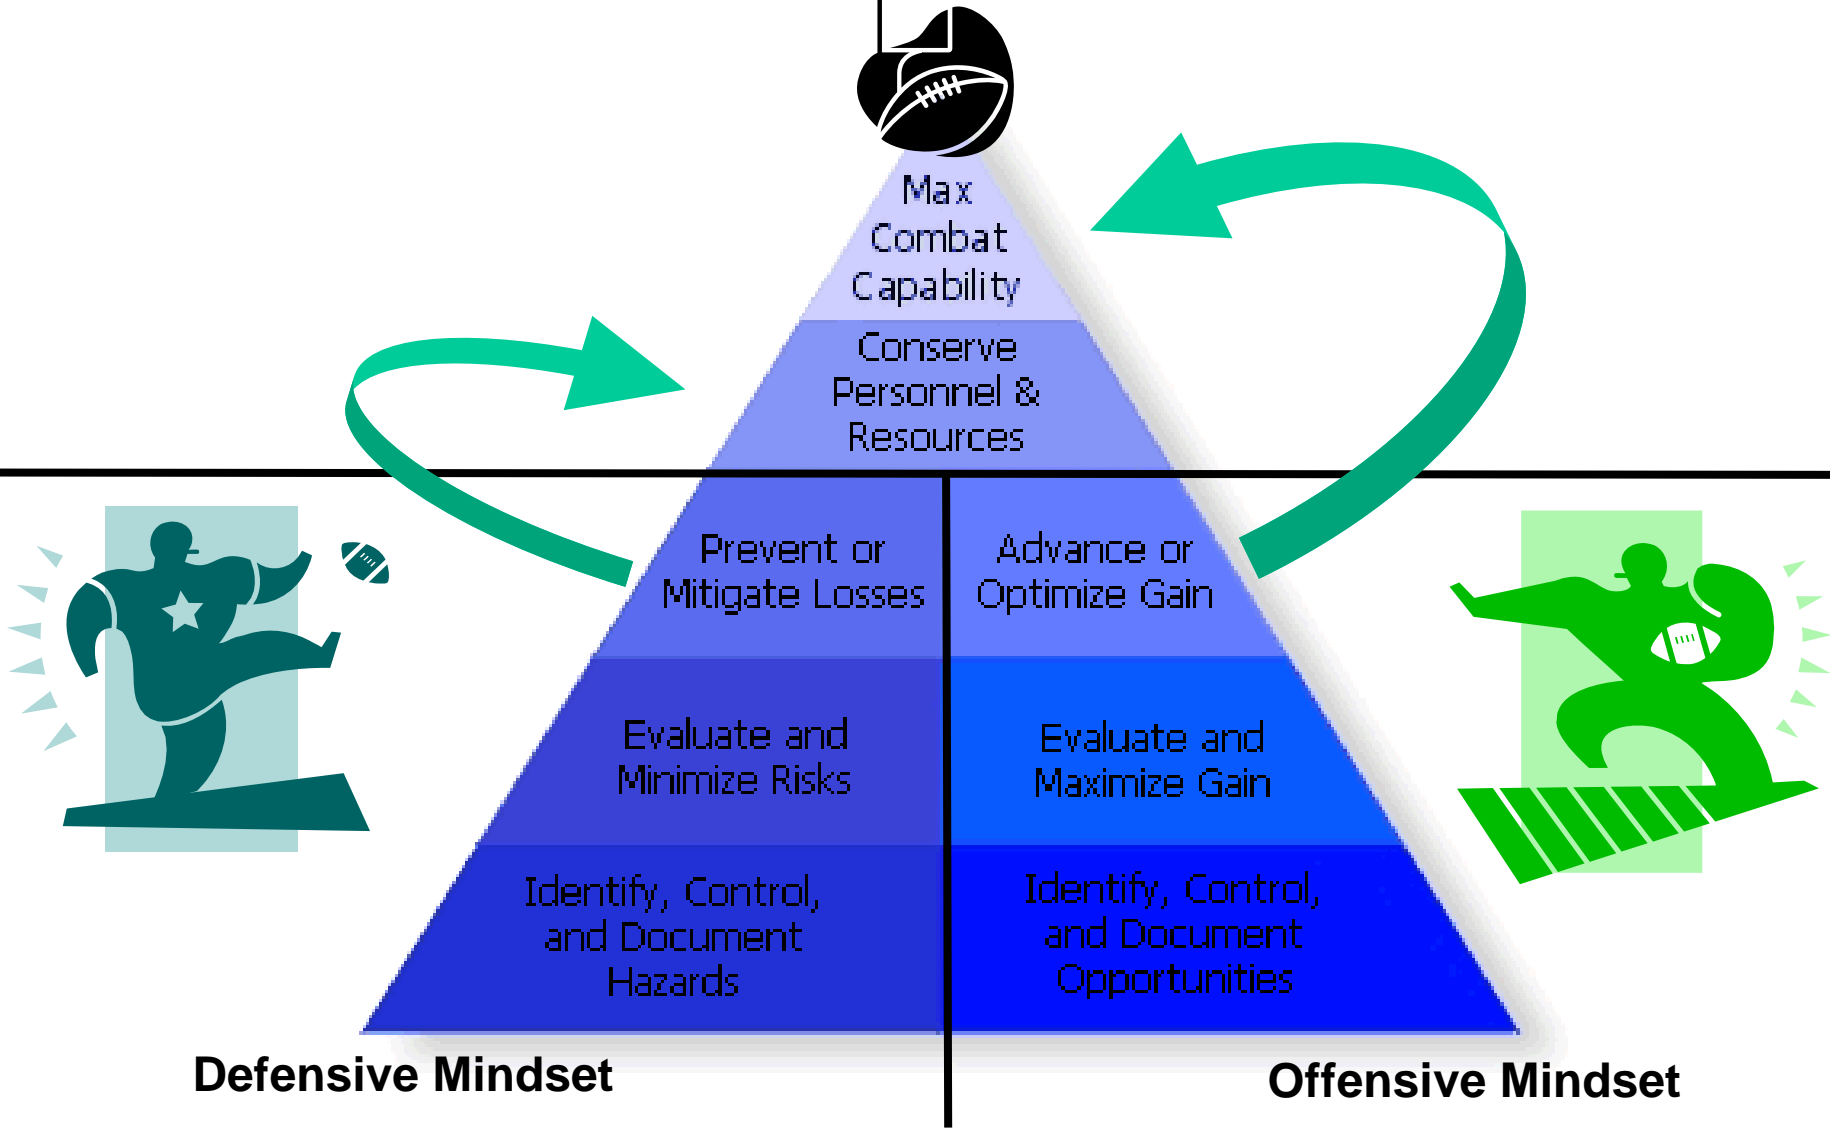 Max
Combat
Capability
Conserve
Personnel &
Resources
Prevent or
Mitigate Losses
Advance or
Optimize Gain
Evaluate and
Minimize Risks
Evaluate and
Maximize Gain
Identify, Control,
and Document
Hazards
Identify, Control,
and Document
Opportunities
Defensive Mindset
Offensive Mindset